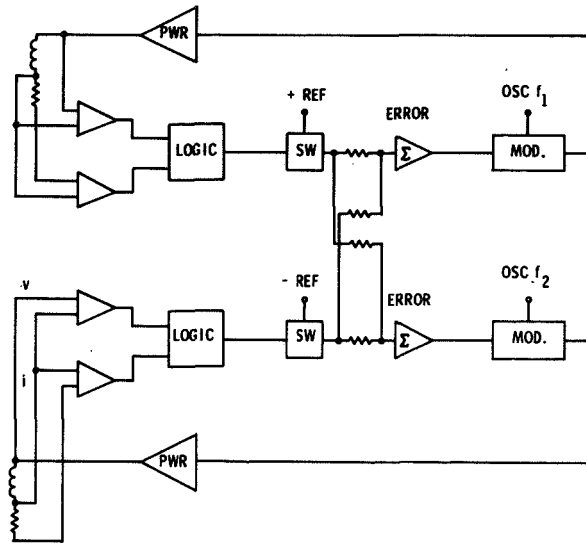 PWR
+ REF
ERROR
OSC f1
LOGIC
SW
Σ
MOD.
v
- REF
ERROR
OSC f2
LOGIC
SW
Σ
MOD.
i
PWR